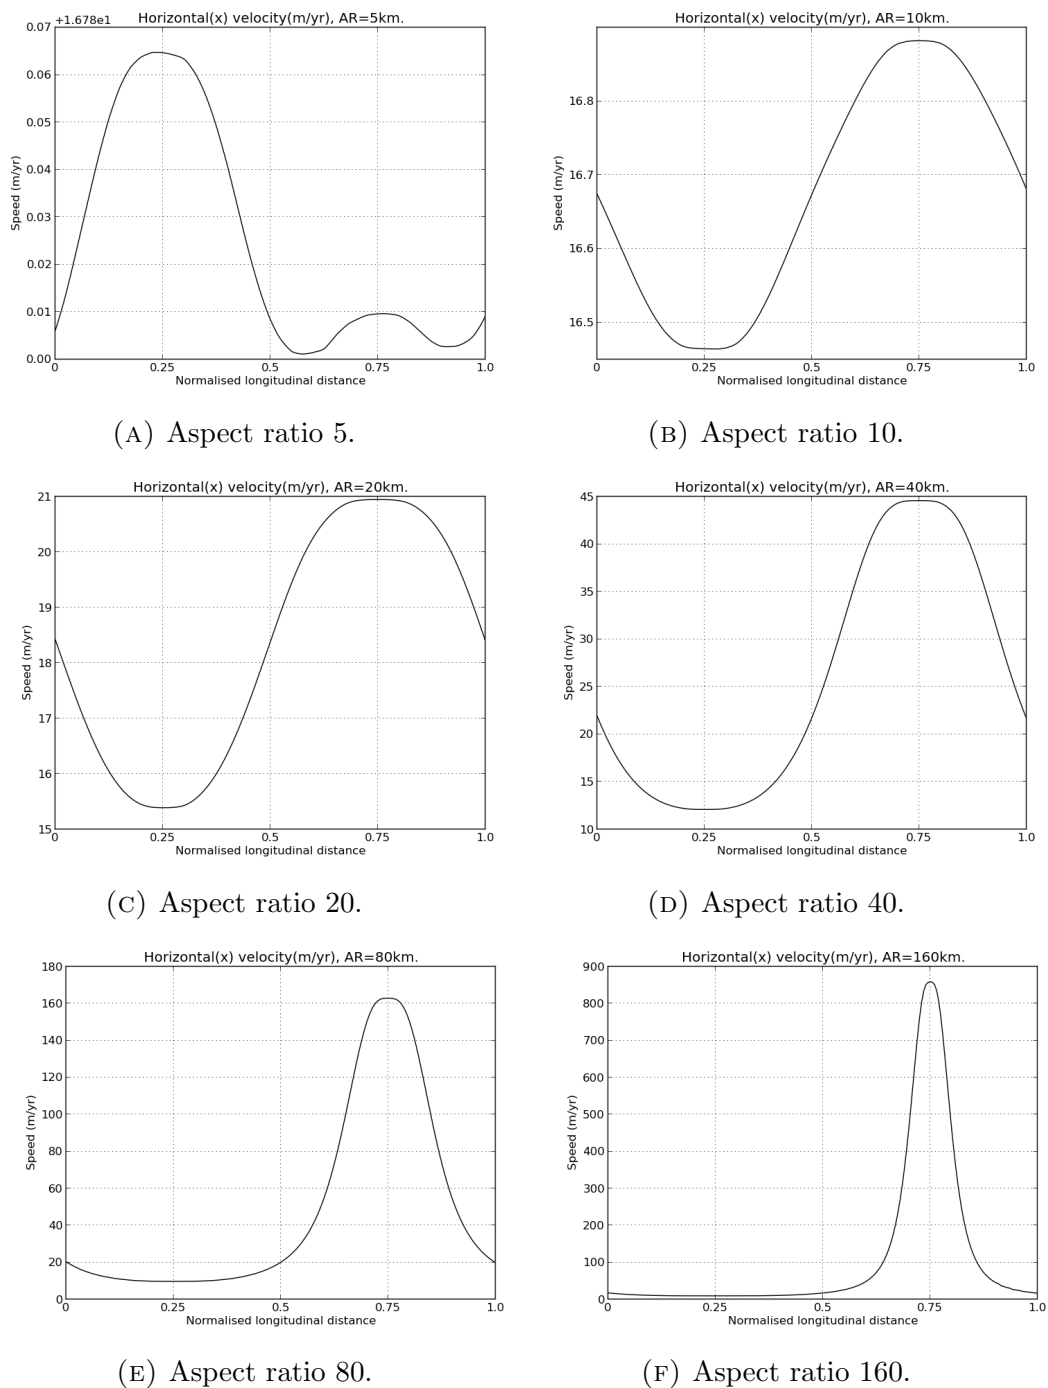 Horizontal(x) velocity(m/yr), AR=5km.
+1.678e1
0.07
0.06
0.05
0.04
0.03
0.02
0.01
0.00
Speed (m/yr)
0 0.25 0.5 0.75 1.0
Normalised longitudinal distance
(A) Aspect ratio 5.
Horizontal(x) velocity(m/yr), AR=10km.
16.8
16.7
16.6
16.5
Speed (m/yr)
0 0.25 0.5 0.75 1.0
Normalised longitudinal distance
(B) Aspect ratio 10.
Horizontal(x) velocity(m/yr), AR=20km.
21
20
19
18
17
16
15
Speed (m/yr)
0 0.25 0.5 0.75 1.0
Normalised longitudinal distance
(C) Aspect ratio 20.
Horizontal(x) velocity(m/yr), AR=40km.
45
40
35
30
25
20
15
10
Speed (m/yr)
0 0.25 0.5 0.75 1.0
Normalised longitudinal distance
(D) Aspect ratio 40.
Horizontal(x) velocity(m/yr), AR=80km.
180
160
140
120
100
80
60
40
20
0
Speed (m/yr)
0 0.25 0.5 0.75 1.0
Normalised longitudinal distance
(E) Aspect ratio 80.
Horizontal(x) velocity(m/yr), AR=160km.
900
800
700
600
500
400
300
200
100
0
Speed (m/yr)
0 0.25 0.5 0.75 1.0
Normalised longitudinal distance
(F) Aspect ratio 160.